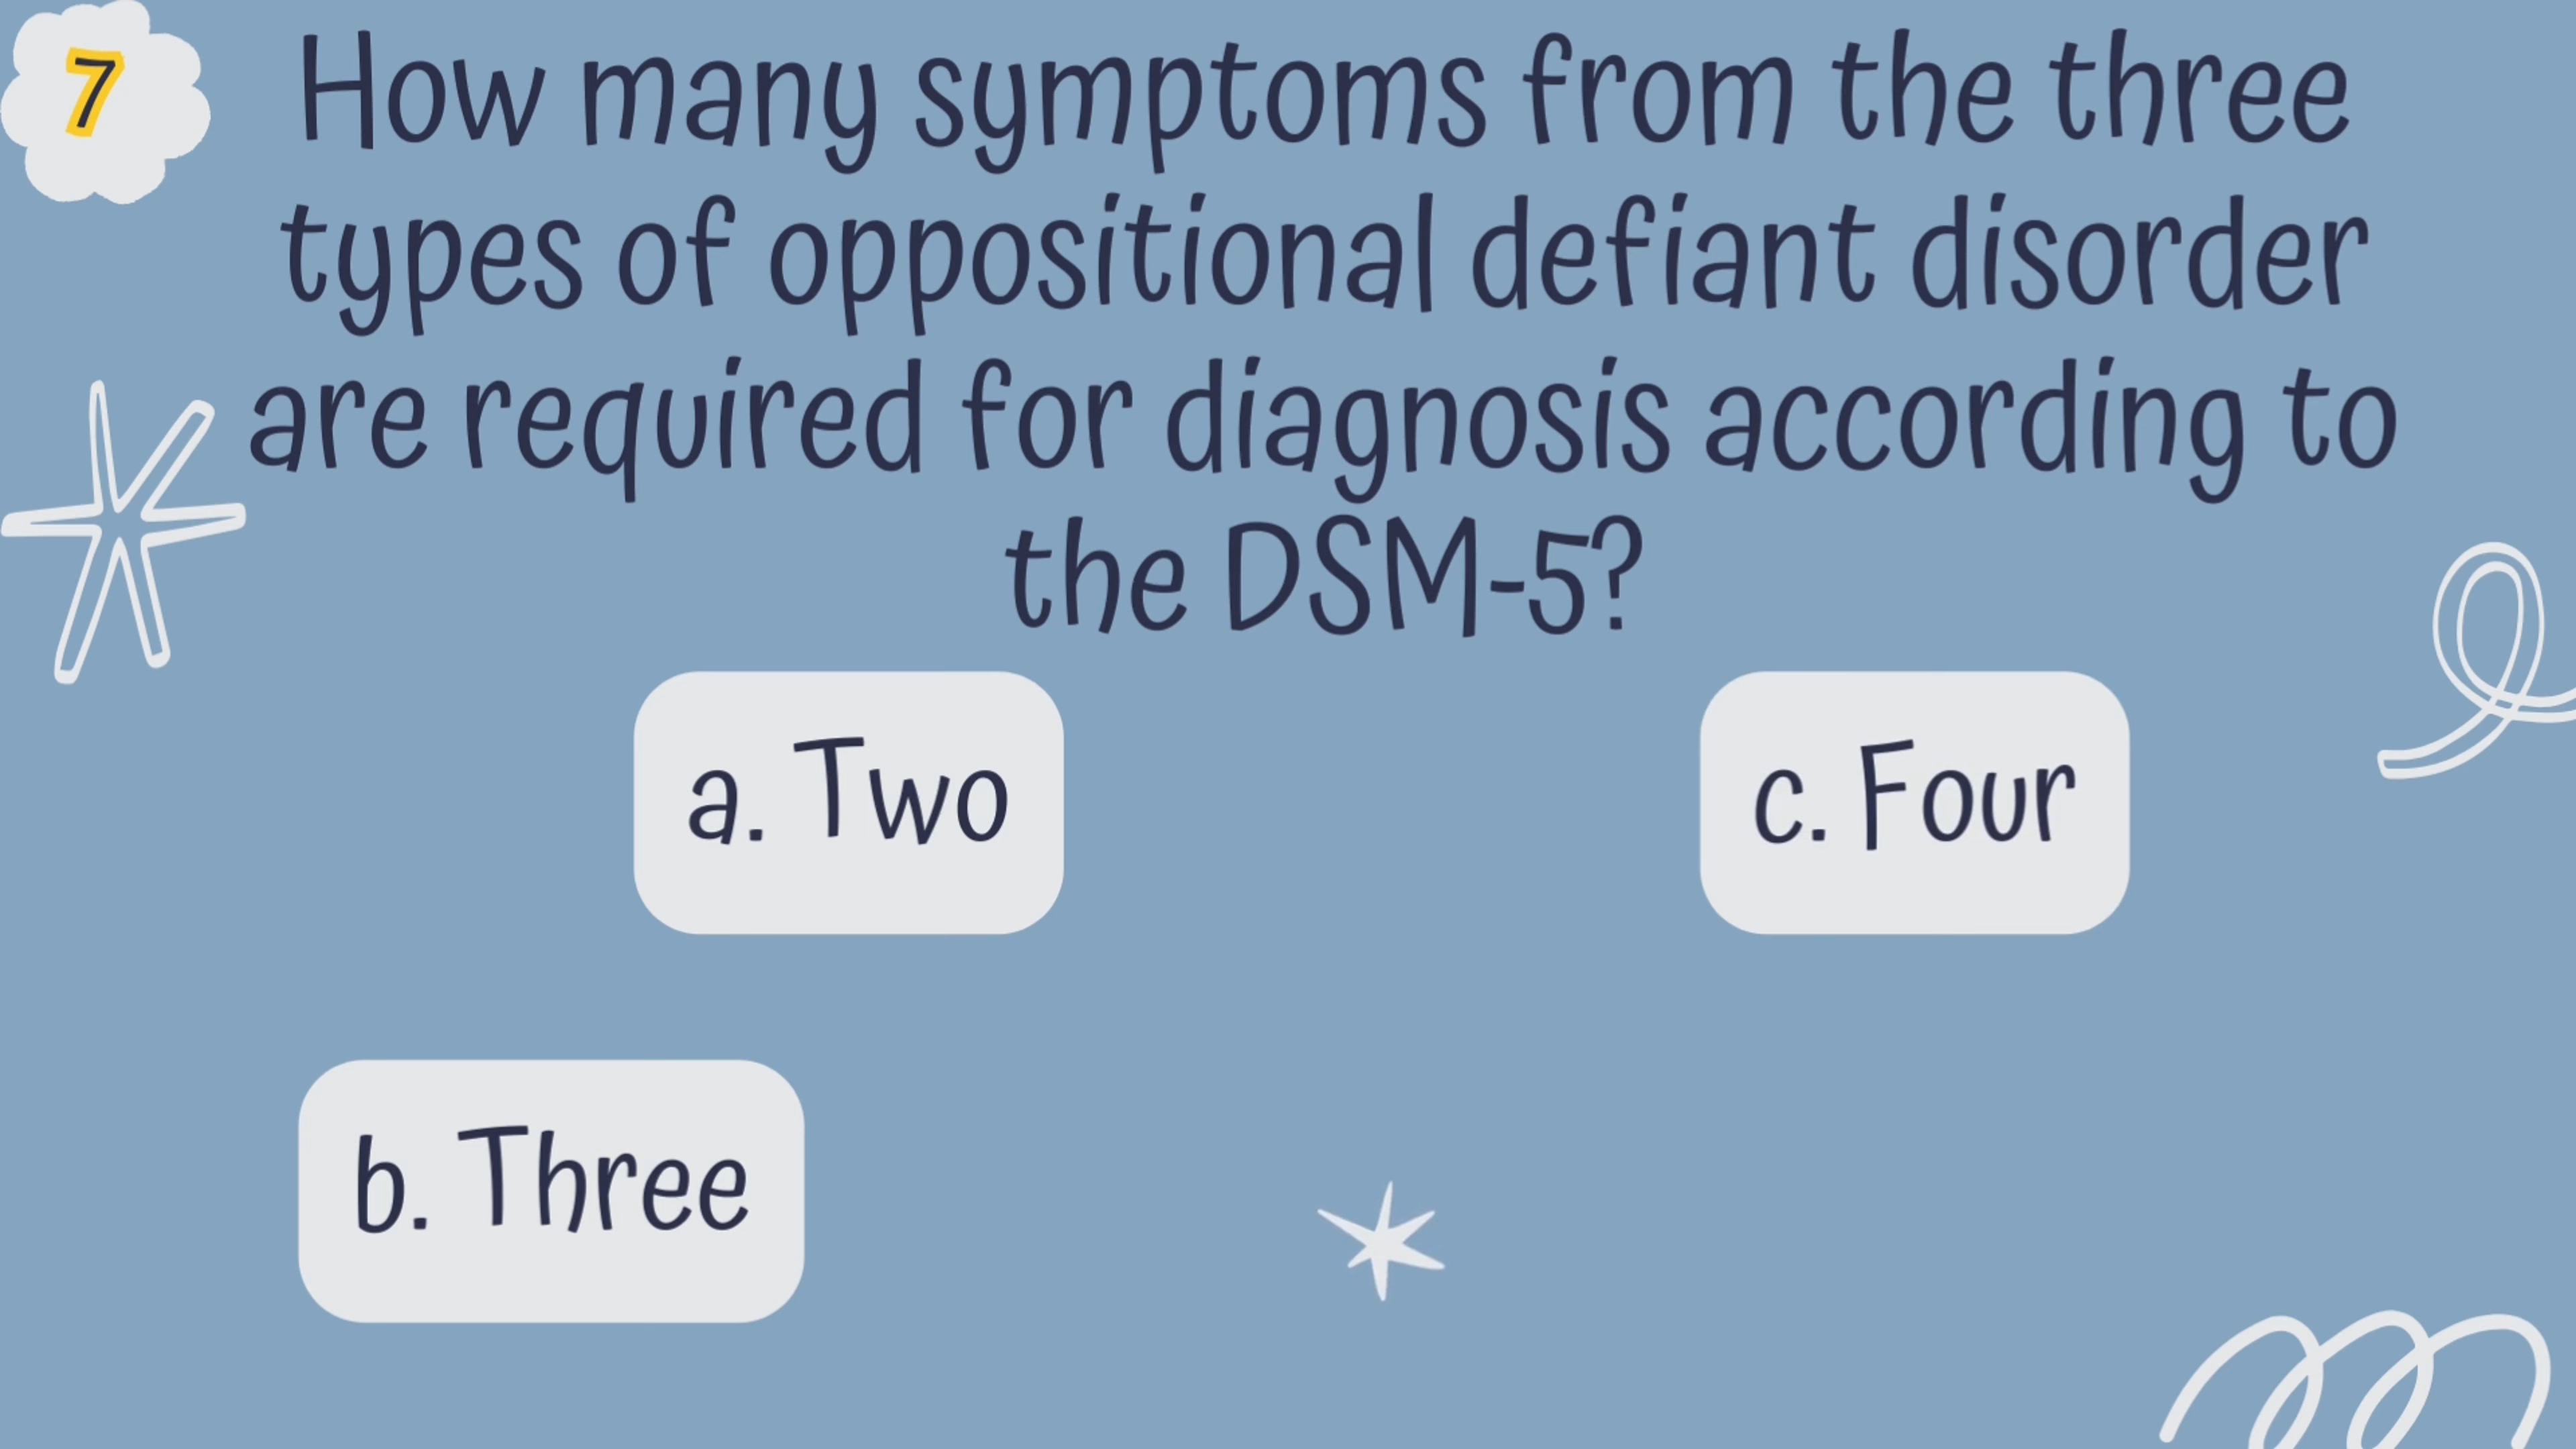 7
How many symptoms from the three
types of oppositional defiant disorder
are required for diagnosis according to
the DSM-5?
a. Two
c. Four
b. Three